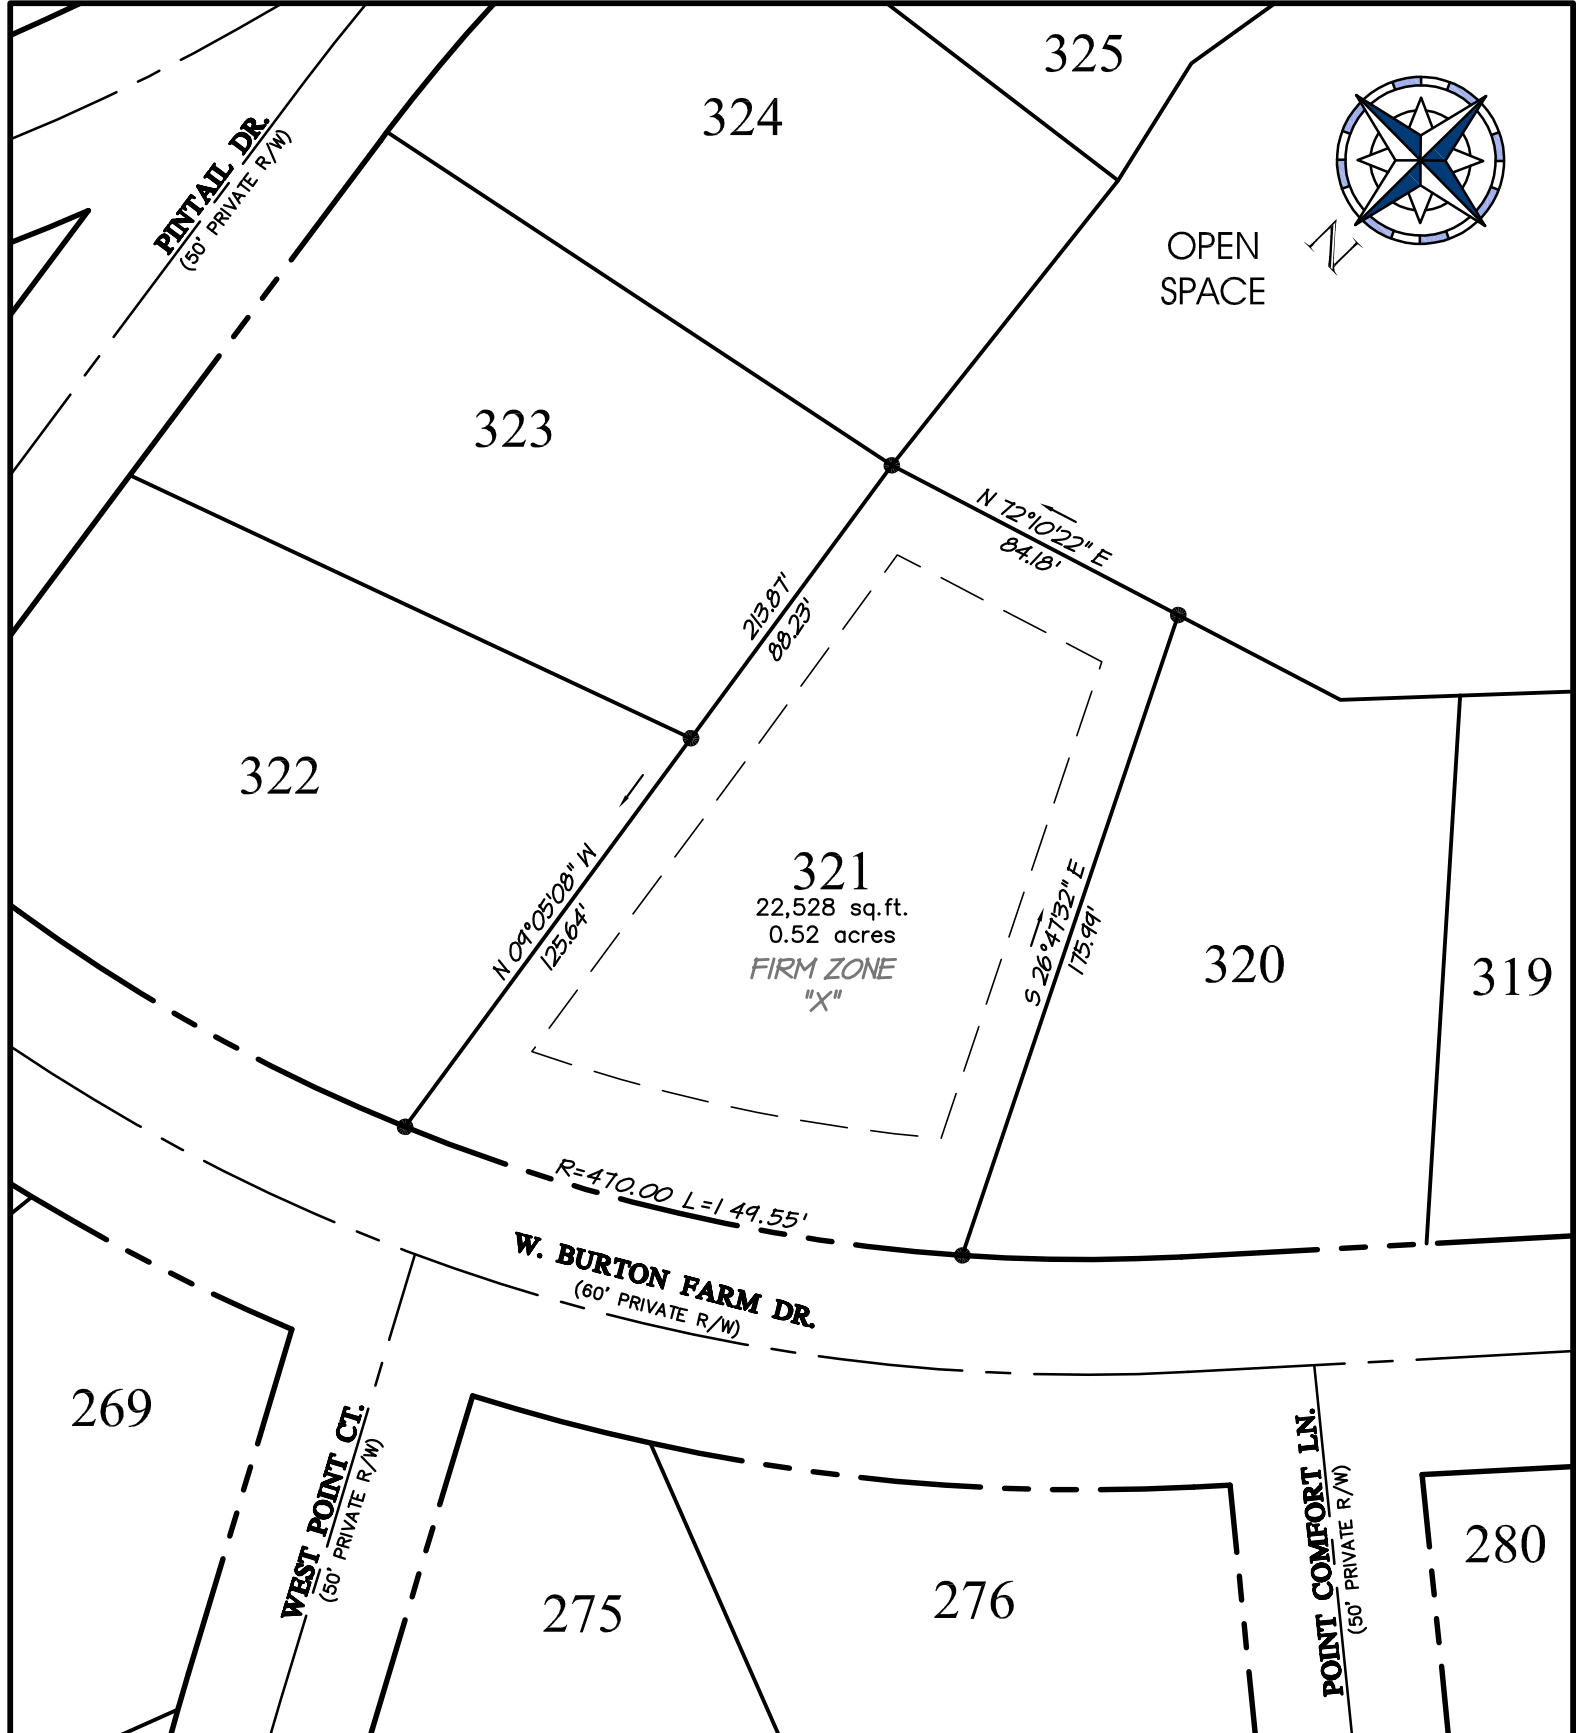 325
324
PINTAIL DR.
(50' PRIVATE R/W)
OPEN
SPACE
N
323
N 72°10'22" E
84.18'
213.87'
88.23'
322
N 09°05'08" W
125.64'
321
22,528 sq.ft.
0.52 acres
FIRM ZONE
"X"
S 26°47'32" E
175.99'
320
319
R=470.00 L=149.55'
W. BURTON FARM DR.
(60' PRIVATE R/W)
269
WEST POINT CT.
(50' PRIVATE R/W)
275
276
POINT COMFORT LN.
(50' PRIVATE R/W)
280